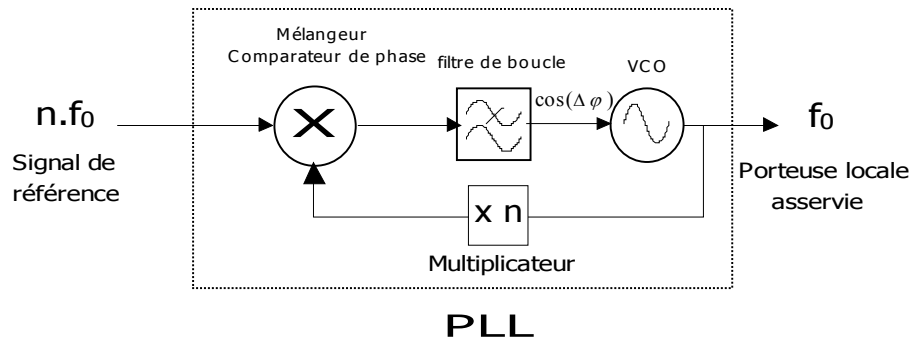 Mélangeur
Comparateur de phase
filtre de boucle
VCO
cos(Δφ)
n.f₀
X
f₀
Signal de
référence
Porteuse locale
asservie
x n
Multiplicateur
PLL